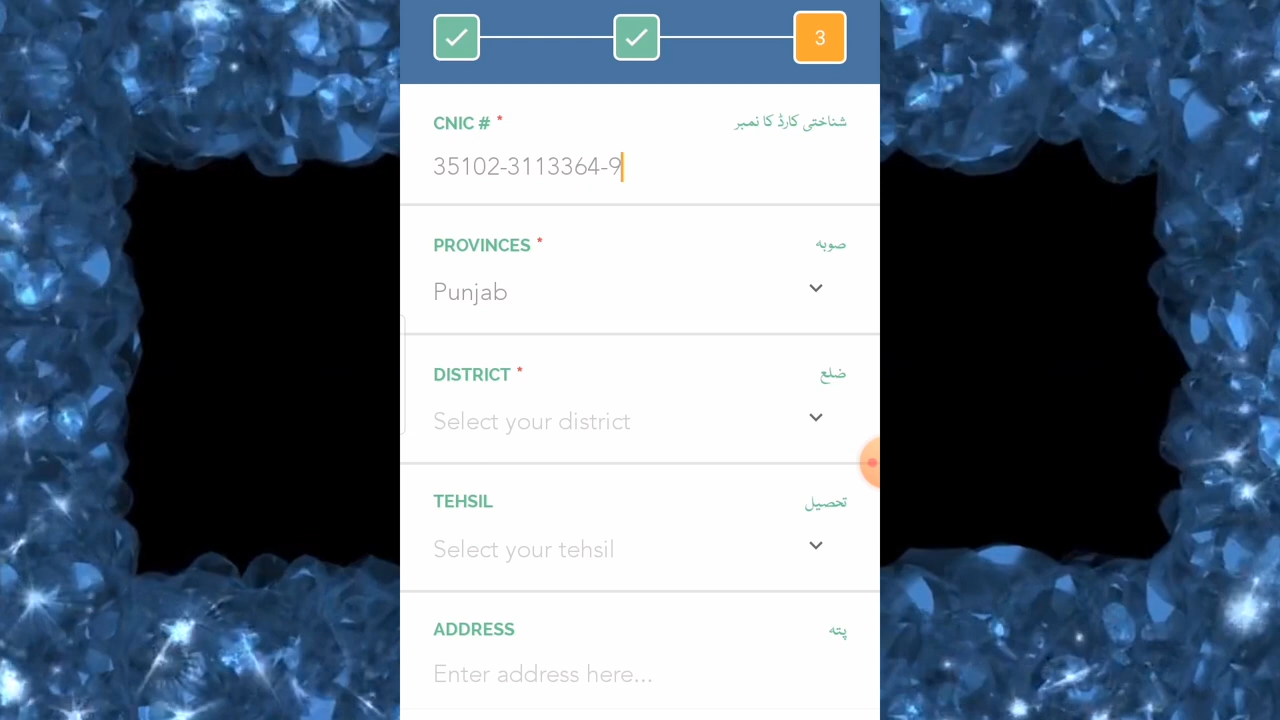 3
CNIC # * شناختی کارڈ کا نمبر
35102-3113364-9
PROVINCES * صوبہ
Punjab
DISTRICT * ضلع
Select your district
TEHSIL تحصیل
Select your tehsil
ADDRESS پتہ
Enter address here...